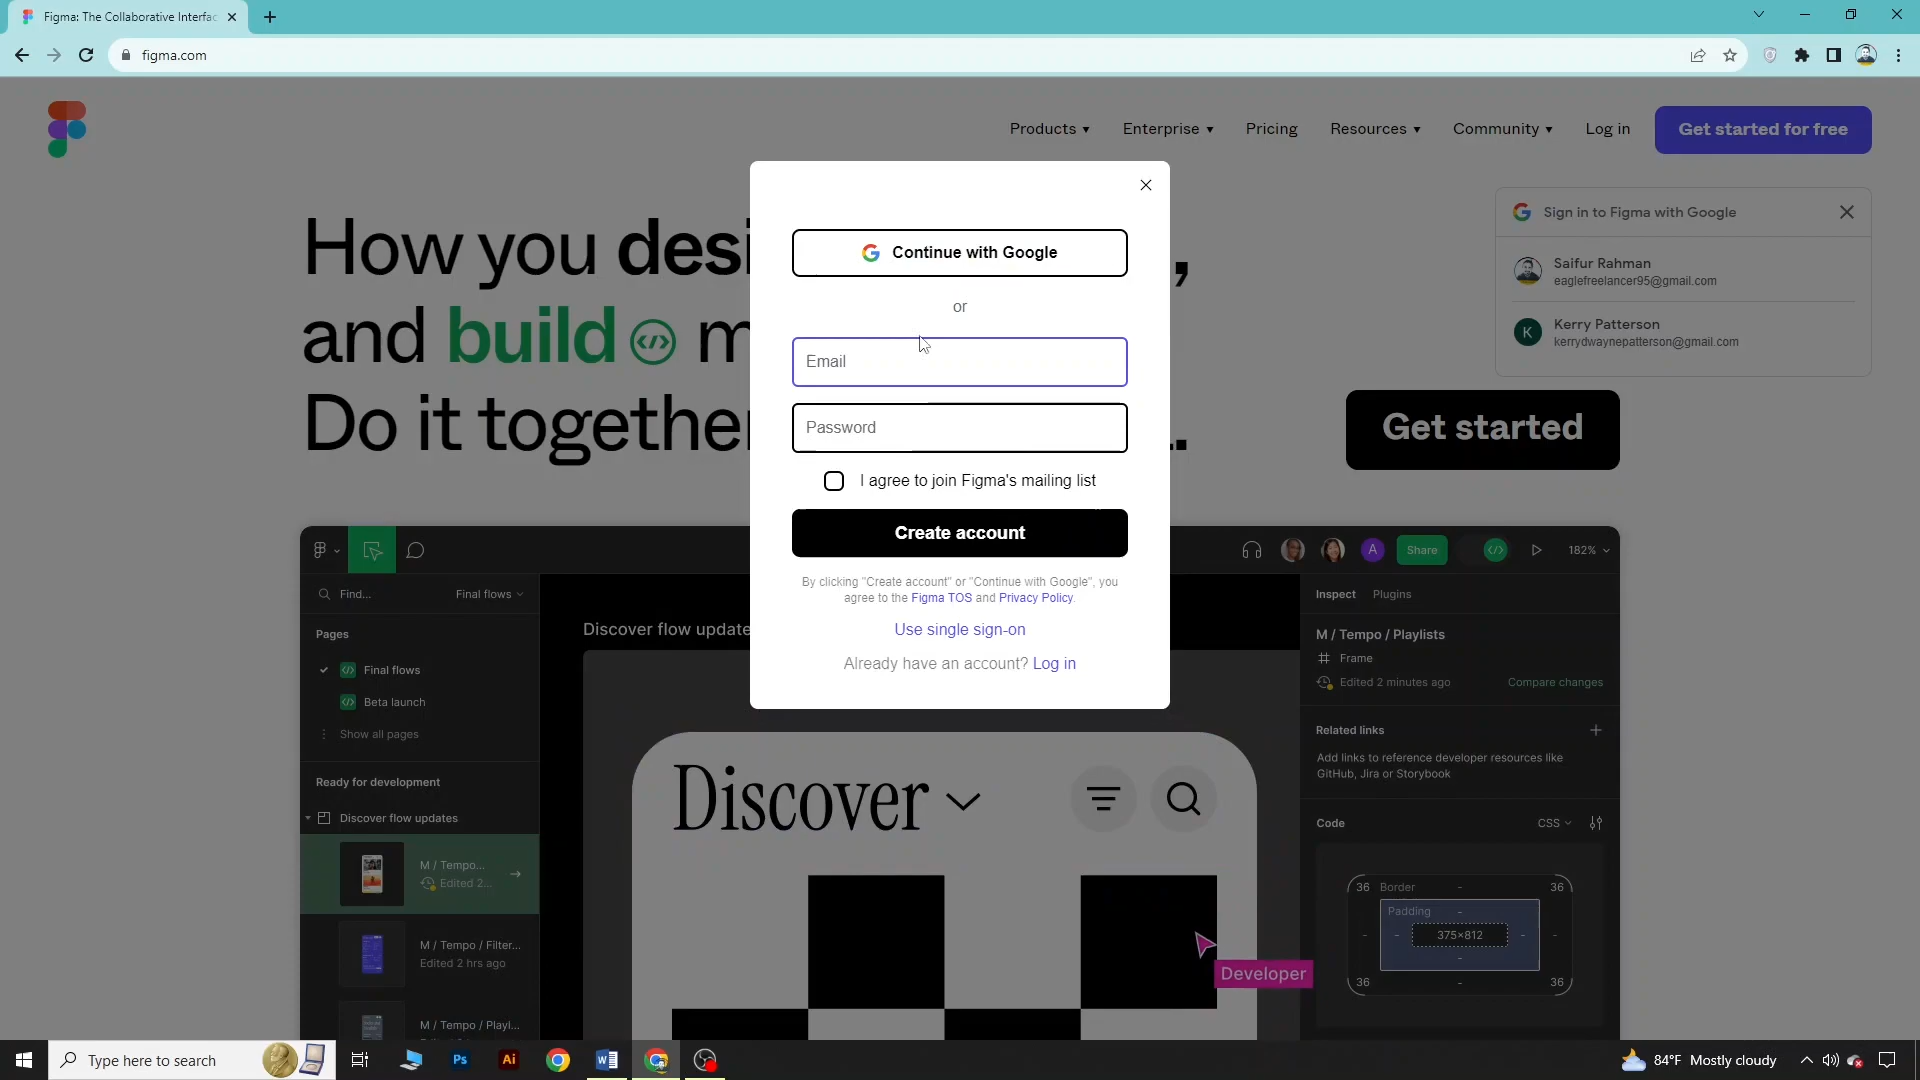 Figma: The Collaborative Interfac
figma.com
Products
Enterprise
Pricing
Resources
Community
Log in
Get started for free
Sign in to Figma with Google
Saifur Rahman
eaglefreelancer95@gmail.com
K
Kerry Patterson
kerrydwaynepatterson@gmail.com
How you desi
and build m
Do it together
Get started
Continue with Google
or
Email
Password
I agree to join Figma's mailing list
Create account
By clicking "Create account" or "Continue with Google", you
agree to the Figma TOS and Privacy Policy.
Use single sign-on
Already have an account? Log in
A
Share
182%
Find...
Final flows
Pages
Final flows
Beta launch
Show all pages
Ready for development
Discover flow updates
M / Tempo...
Edited 2...
M / Tempo / Filter...
Edited 2 hrs ago
M / Tempo / Playl...
Discover flow update
Discover
Developer
Inspect
Plugins
M / Tempo / Playlists
Frame
Edited 2 minutes ago
Compare changes
Related links
Add links to reference developer resources like
GitHub, Jira or Storybook
Code
CSS
36 Border - 36
Padding -
- - 375×812 - -
-
36 - 36
Type here to search
Ps
Ai
84°F Mostly cloudy